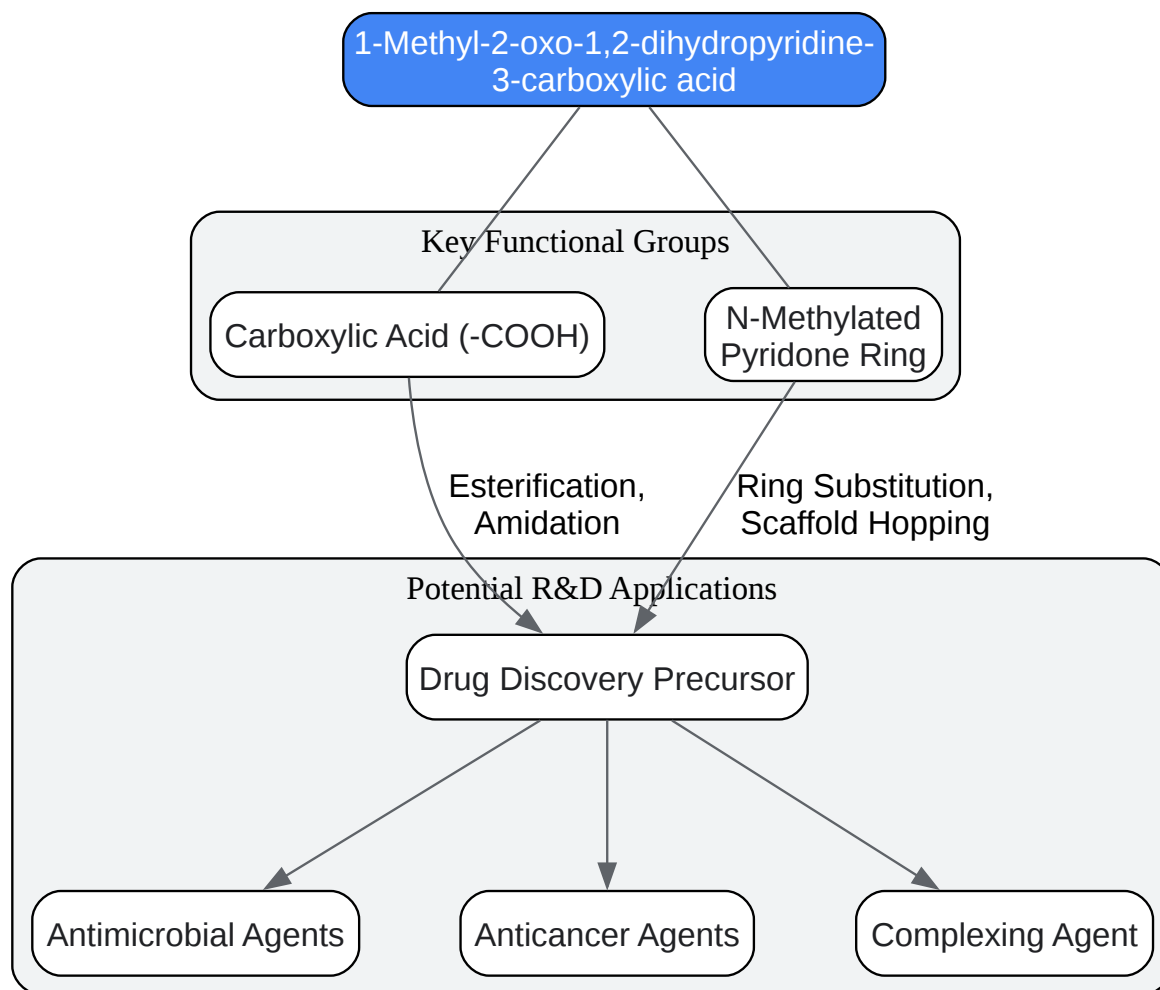 1-Methyl-2-oxo-1,2-dihydropyridine-
3-carboxylic acid
Key Functional Groups
Carboxylic Acid (-COOH)
N-Methylated
Pyridone Ring
Esterification,
Amidation
Ring Substitution,
Scaffold Hopping
Potential R&D Applications
Drug Discovery Precursor
Antimicrobial Agents
Anticancer Agents
Complexing Agent